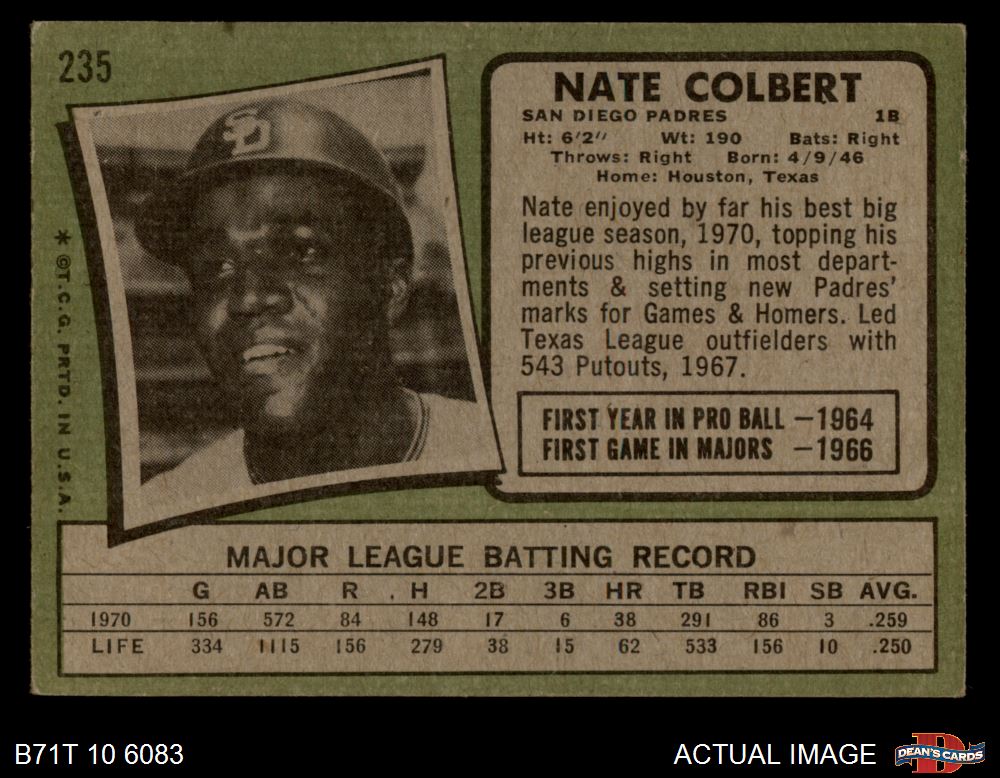 235
SD
* ©T.C.G. PRTD. IN U.S.A.
NATE COLBERT
SAN DIEGO PADRES 1B
Ht: 6'2" Wt: 190 Bats: Right
Throws: Right Born: 4/9/46
Home: Houston, Texas
Nate enjoyed by far his best big
league season, 1970, topping his
previous highs in most depart-
ments & setting new Padres'
marks for Games & Homers. Led
Texas League outfielders with
543 Putouts, 1967.
FIRST YEAR IN PRO BALL —1964
FIRST GAME IN MAJORS —1966
MAJOR LEAGUE BATTING RECORD
G AB R H 2B 3B HR TB RBI SB AVG.
1970 156 572 84 148 17 6 38 291 86 3 .259
LIFE 334 1115 156 279 38 15 62 533 156 10 .250
B71T 10 6083
ACTUAL IMAGE
D
DEAN'S CARDS